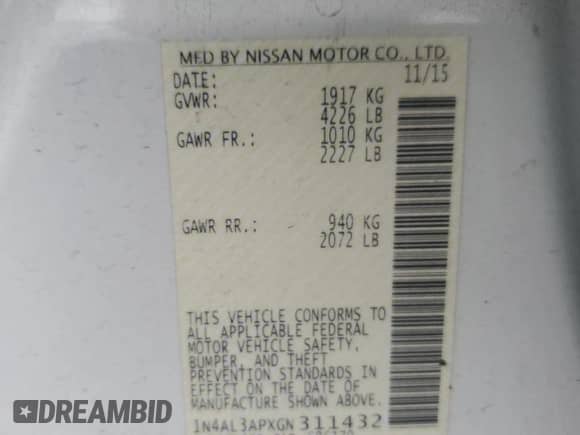 MFD BY NISSAN MOTOR CO., LTD.
DATE: 11/15
GVWR: 1917 KG
4226 LB
GAWR FR.: 1010 KG
2227 LB
GAWR RR.: 940 KG
2072 LB
THIS VEHICLE CONFORMS TO
ALL APPLICABLE FEDERAL
MOTOR VEHICLE SAFETY,
BUMPER, AND THEFT
PREVENTION STANDARDS IN
EFFECT ON THE DATE OF
MANUFACTURE SHOWN ABOVE.
1N4AL3APXGN311432
DREAMBID